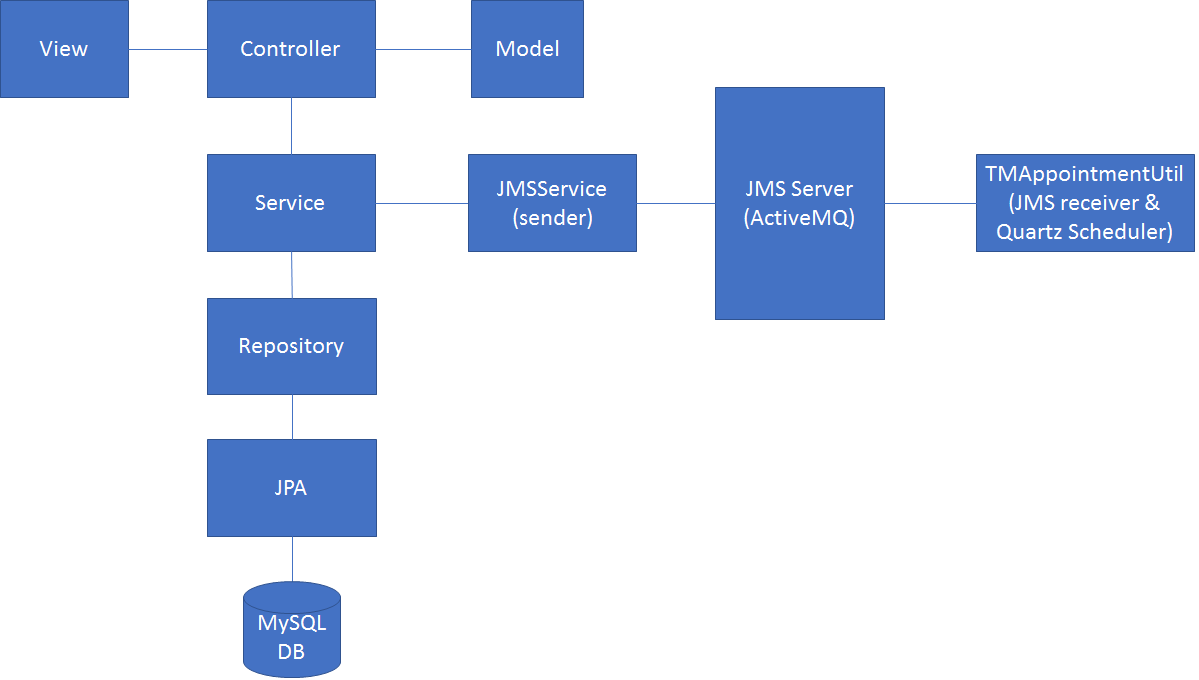 View
Controller
Model
Service
JMSService
(sender)
JMS Server
(ActiveMQ)
TMAppointmentUtil
(JMS receiver &
Quartz Scheduler)
Repository
JPA
MySQL
DB